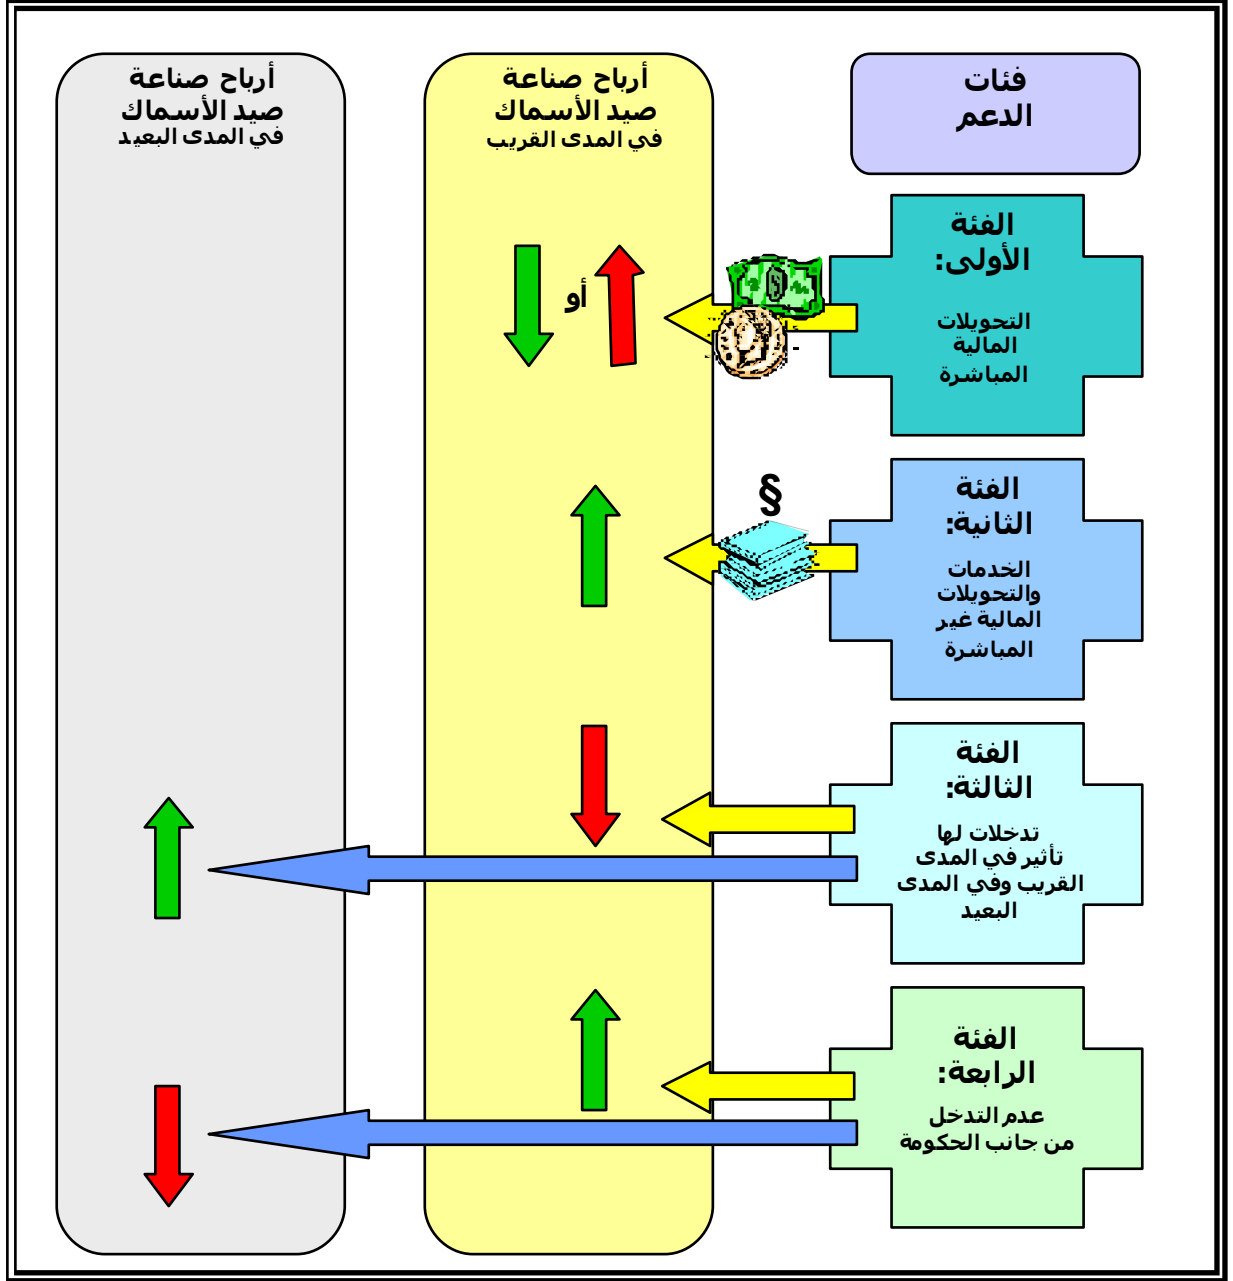 فئات
الدعم
أرباح صناعة
صيد الأسماك
في المدى القريب
أرباح صناعة
صيد الأسماك
في المدى البعيد
الفئة
الأولى:
التحويلات
المالية
المباشرة
أو
الفئة
الثانية:
الخدمات
والتحويلات
المالية غير
المباشرة
§
الفئة
الثالثة:
تدخلات لها
تأثير في المدى
القريب وفي المدى
البعيد
الفئة
الرابعة:
عدم التدخل
من جانب الحكومة